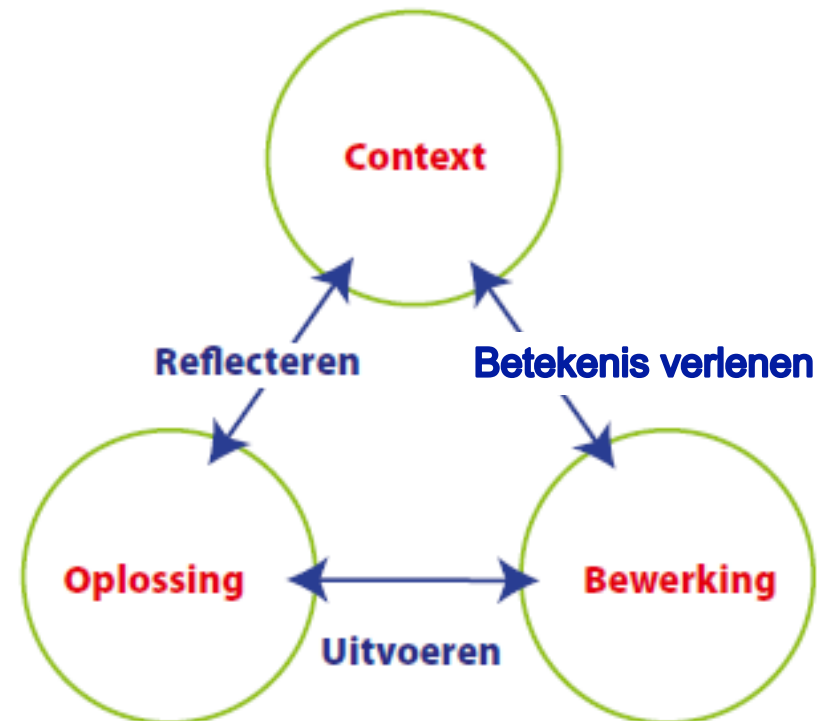 Context
Reflecteren
Betekenis verlenen
Oplossing
Bewerking
Uitvoeren